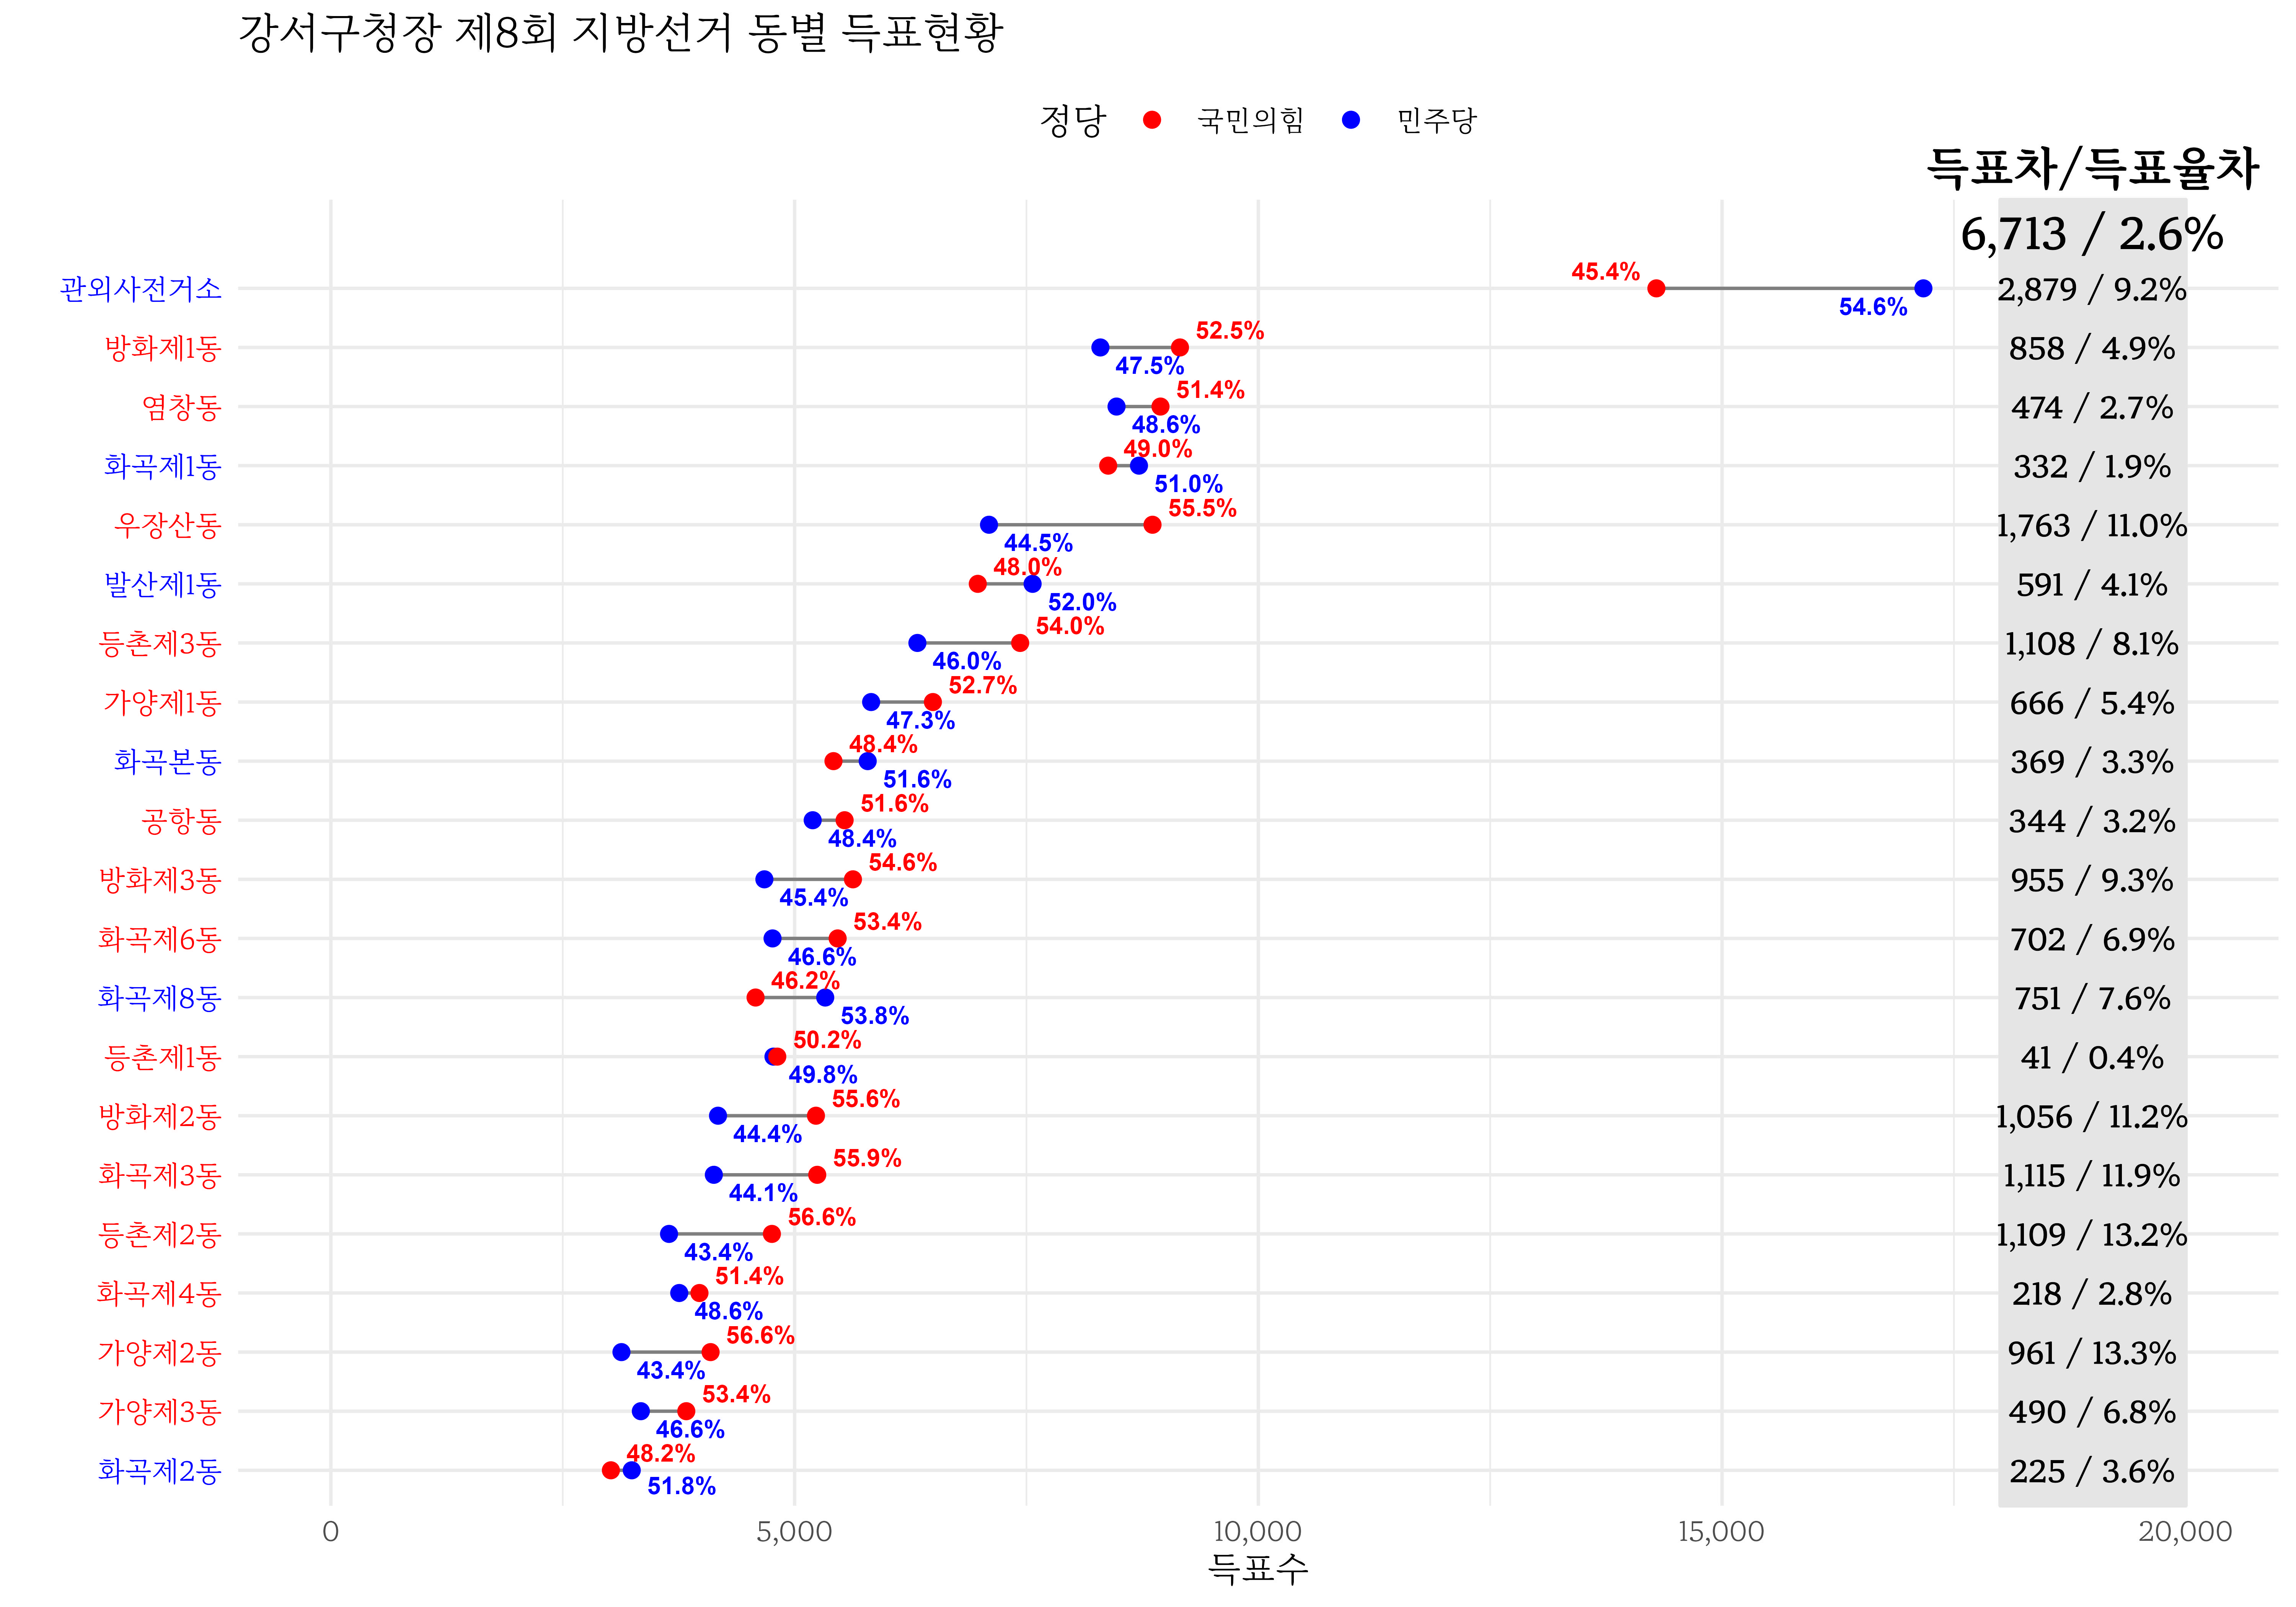 강서구청장 제8회 지방선거 동별 득표현황
정당 국민의힘 민주당
득표차/득표율차
6,713 / 2.6%
관외사전거소 45.4% 54.6% 2,879 / 9.2%
방화제1동 52.5% 47.5% 858 / 4.9%
염창동 51.4% 48.6% 474 / 2.7%
화곡제1동 49.0% 51.0% 332 / 1.9%
우장산동 55.5% 44.5% 1,763 / 11.0%
발산제1동 48.0% 52.0% 591 / 4.1%
등촌제3동 54.0% 46.0% 1,108 / 8.1%
가양제1동 52.7% 47.3% 666 / 5.4%
화곡본동 48.4% 51.6% 369 / 3.3%
공항동 51.6% 48.4% 344 / 3.2%
방화제3동 54.6% 45.4% 955 / 9.3%
화곡제6동 53.4% 46.6% 702 / 6.9%
화곡제8동 46.2% 53.8% 751 / 7.6%
등촌제1동 50.2% 49.8% 41 / 0.4%
방화제2동 55.6% 44.4% 1,056 / 11.2%
화곡제3동 55.9% 44.1% 1,115 / 11.9%
등촌제2동 56.6% 43.4% 1,109 / 13.2%
화곡제4동 51.4% 48.6% 218 / 2.8%
가양제2동 56.6% 43.4% 961 / 13.3%
가양제3동 53.4% 46.6% 490 / 6.8%
화곡제2동 48.2% 51.8% 225 / 3.6%
0 5,000 10,000 15,000 20,000
득표수